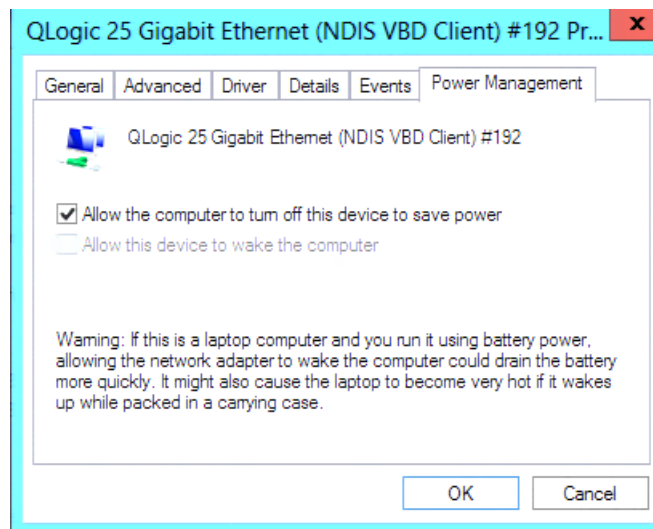 QLogic 25 Gigabit Ethernet (NDIS VBD Client) #192 Pr...
x
General Advanced Driver Details Events Power Management
QLogic 25 Gigabit Ethernet (NDIS VBD Client) #192
Allow the computer to turn off this device to save power
Allow this device to wake the computer
Warning: If this is a laptop computer and you run it using battery power,
allowing the network adapter to wake the computer could drain the battery
more quickly. It might also cause the laptop to become very hot if it wakes
up while packed in a carrying case.
OK Cancel